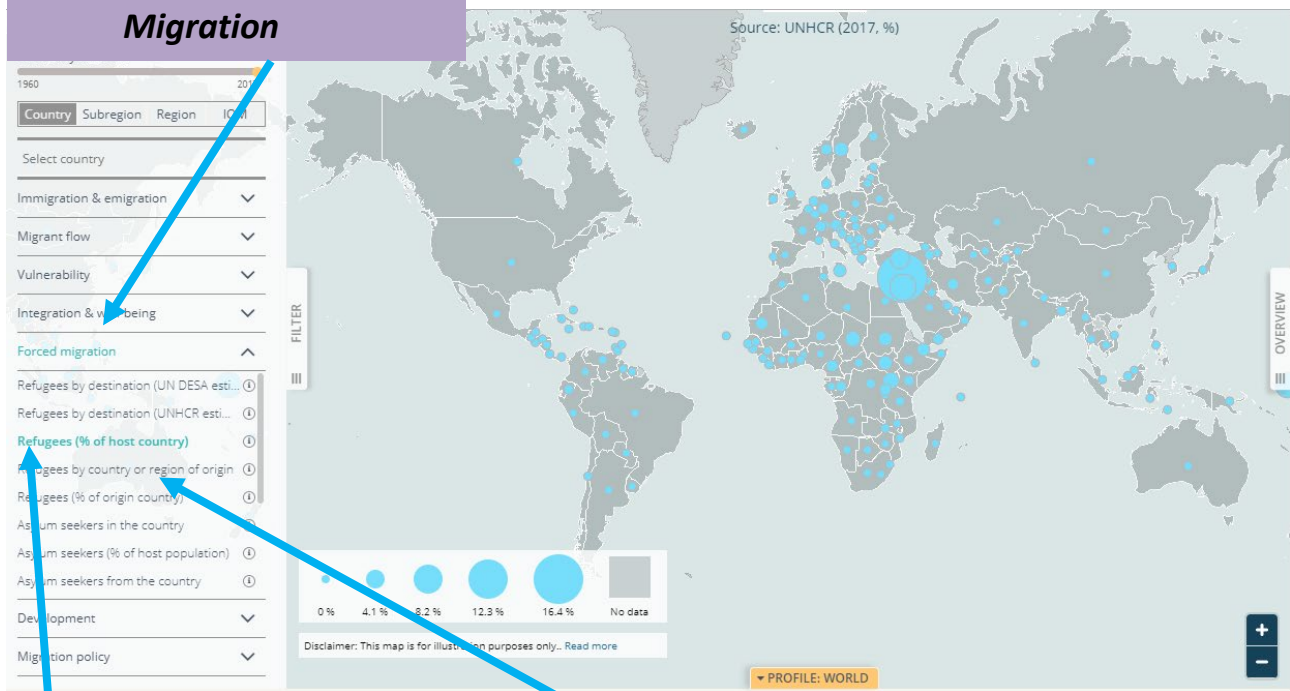 Migration
Source: UNHCR (2017, %)
1960
Country Subregion Region
Select country
Immigration & emigration
Migrant flow
Vulnerability
Integration &
Forced migration
Refugees by destination (UN DESA esti...
Refugees by destination (UNHCR esti...
Refugees (% of host country)
Refugees by country or region of origin
Refugees (% of origin country)
Asylum seekers in the country
Asylum seekers (% of host population)
Asylum seekers from the country
Development
Migration policy
FILTER
OVERVIEW
0 % 4.1 % 8.2 % 12.3 % 16.4 % No data
Disclaimer: This map is for illustration purposes only.. Read more
PROFILE: WORLD
+
−